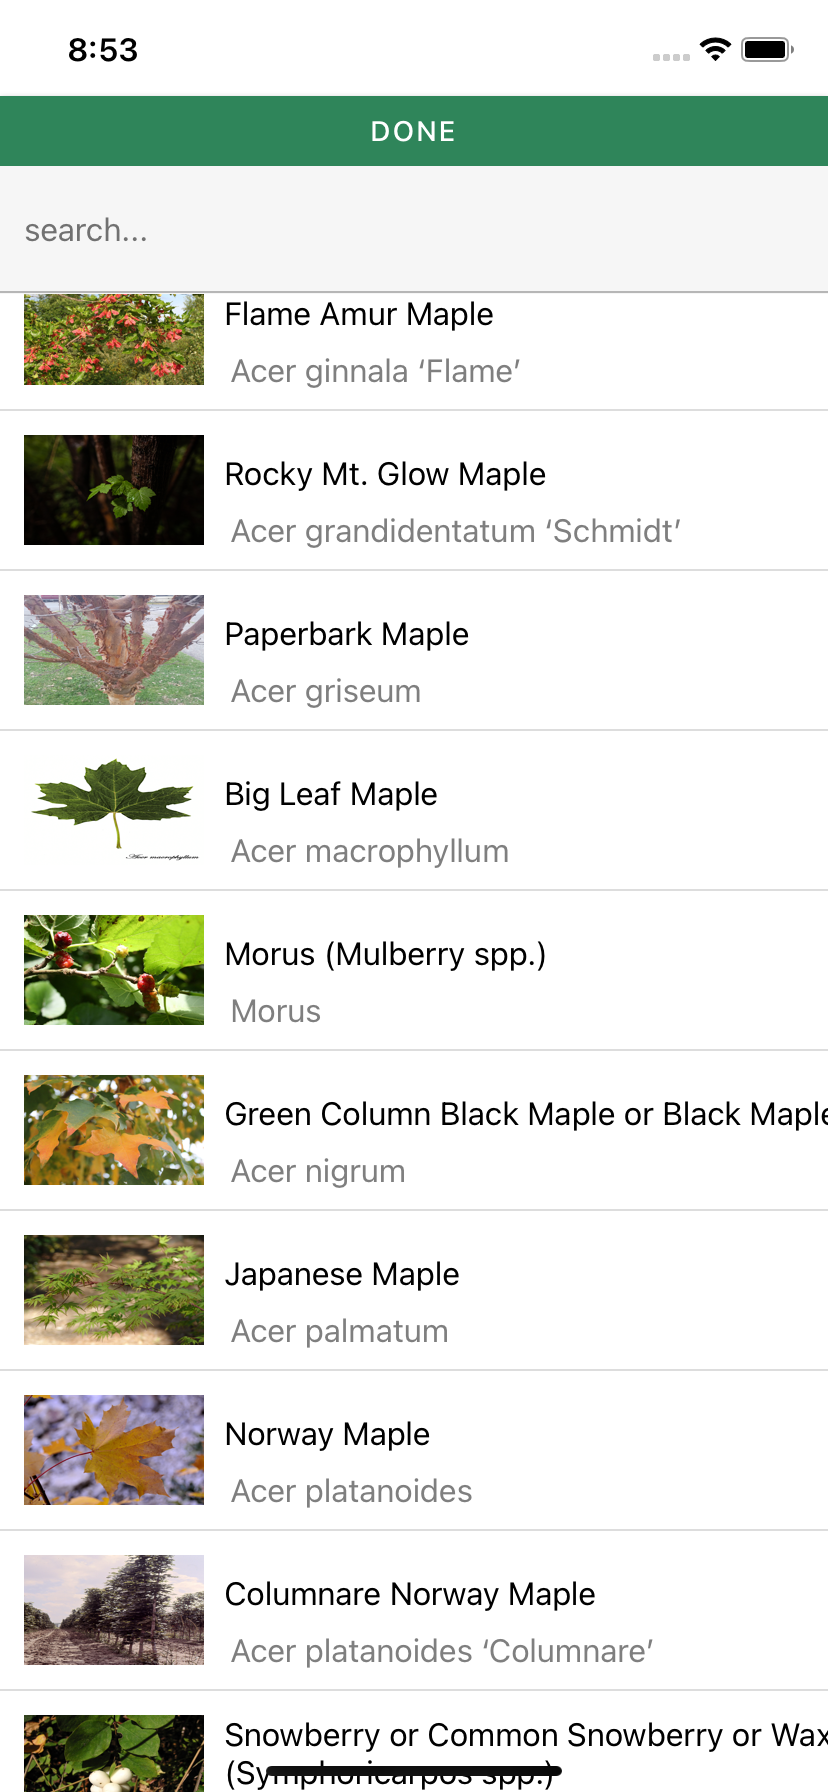 8:53
DONE
search...
Flame Amur Maple
Acer ginnala ‘Flame’
Rocky Mt. Glow Maple
Acer grandidentatum ‘Schmidt’
Paperbark Maple
Acer griseum
Big Leaf Maple
Acer macrophyllum
Acer macrophyllum
Morus (Mulberry spp.)
Morus
Green Column Black Maple or Black Maple
Acer nigrum
Japanese Maple
Acer palmatum
Norway Maple
Acer platanoides
Columnare Norway Maple
Acer platanoides ‘Columnare’
Snowberry or Common Snowberry or Wax
(Symphoricarpos spp.)